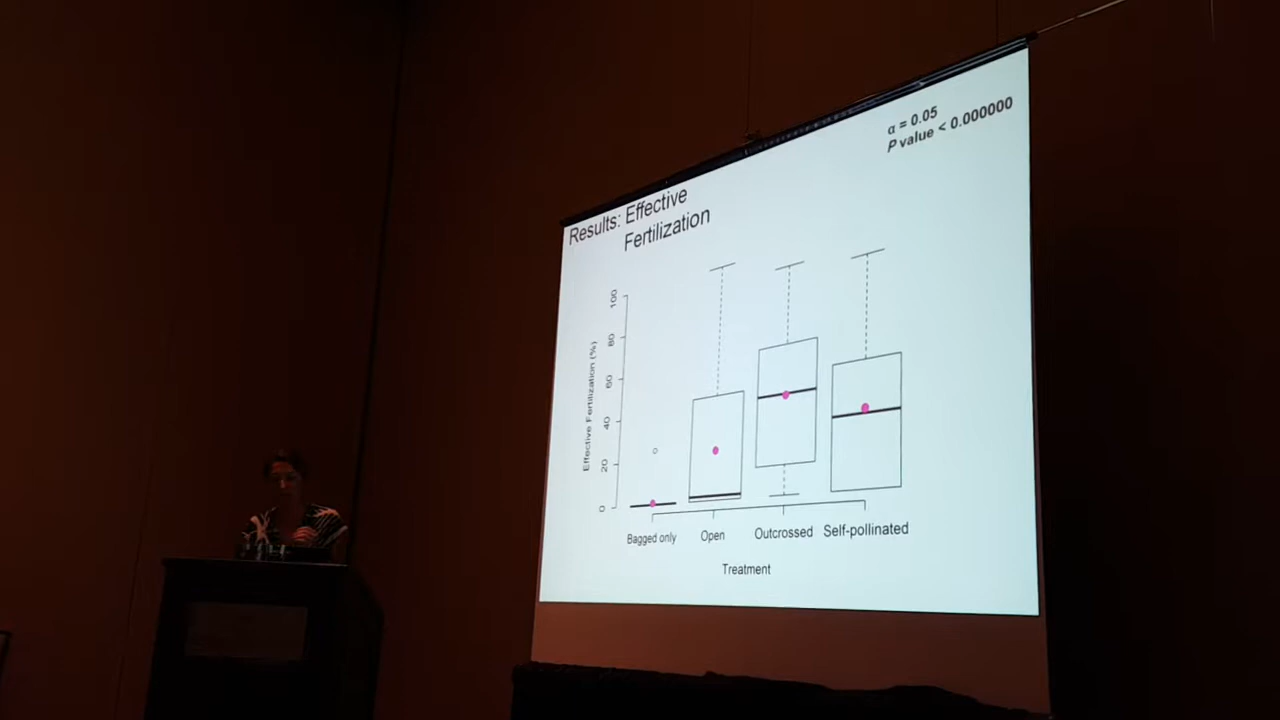 α = 0.05
P value < 0.000000
Results: Effective
Fertilization
Effective Fertilization (%)
100
80
60
40
20
0
Bagged only
Open
Outcrossed
Self-pollinated
Treatment